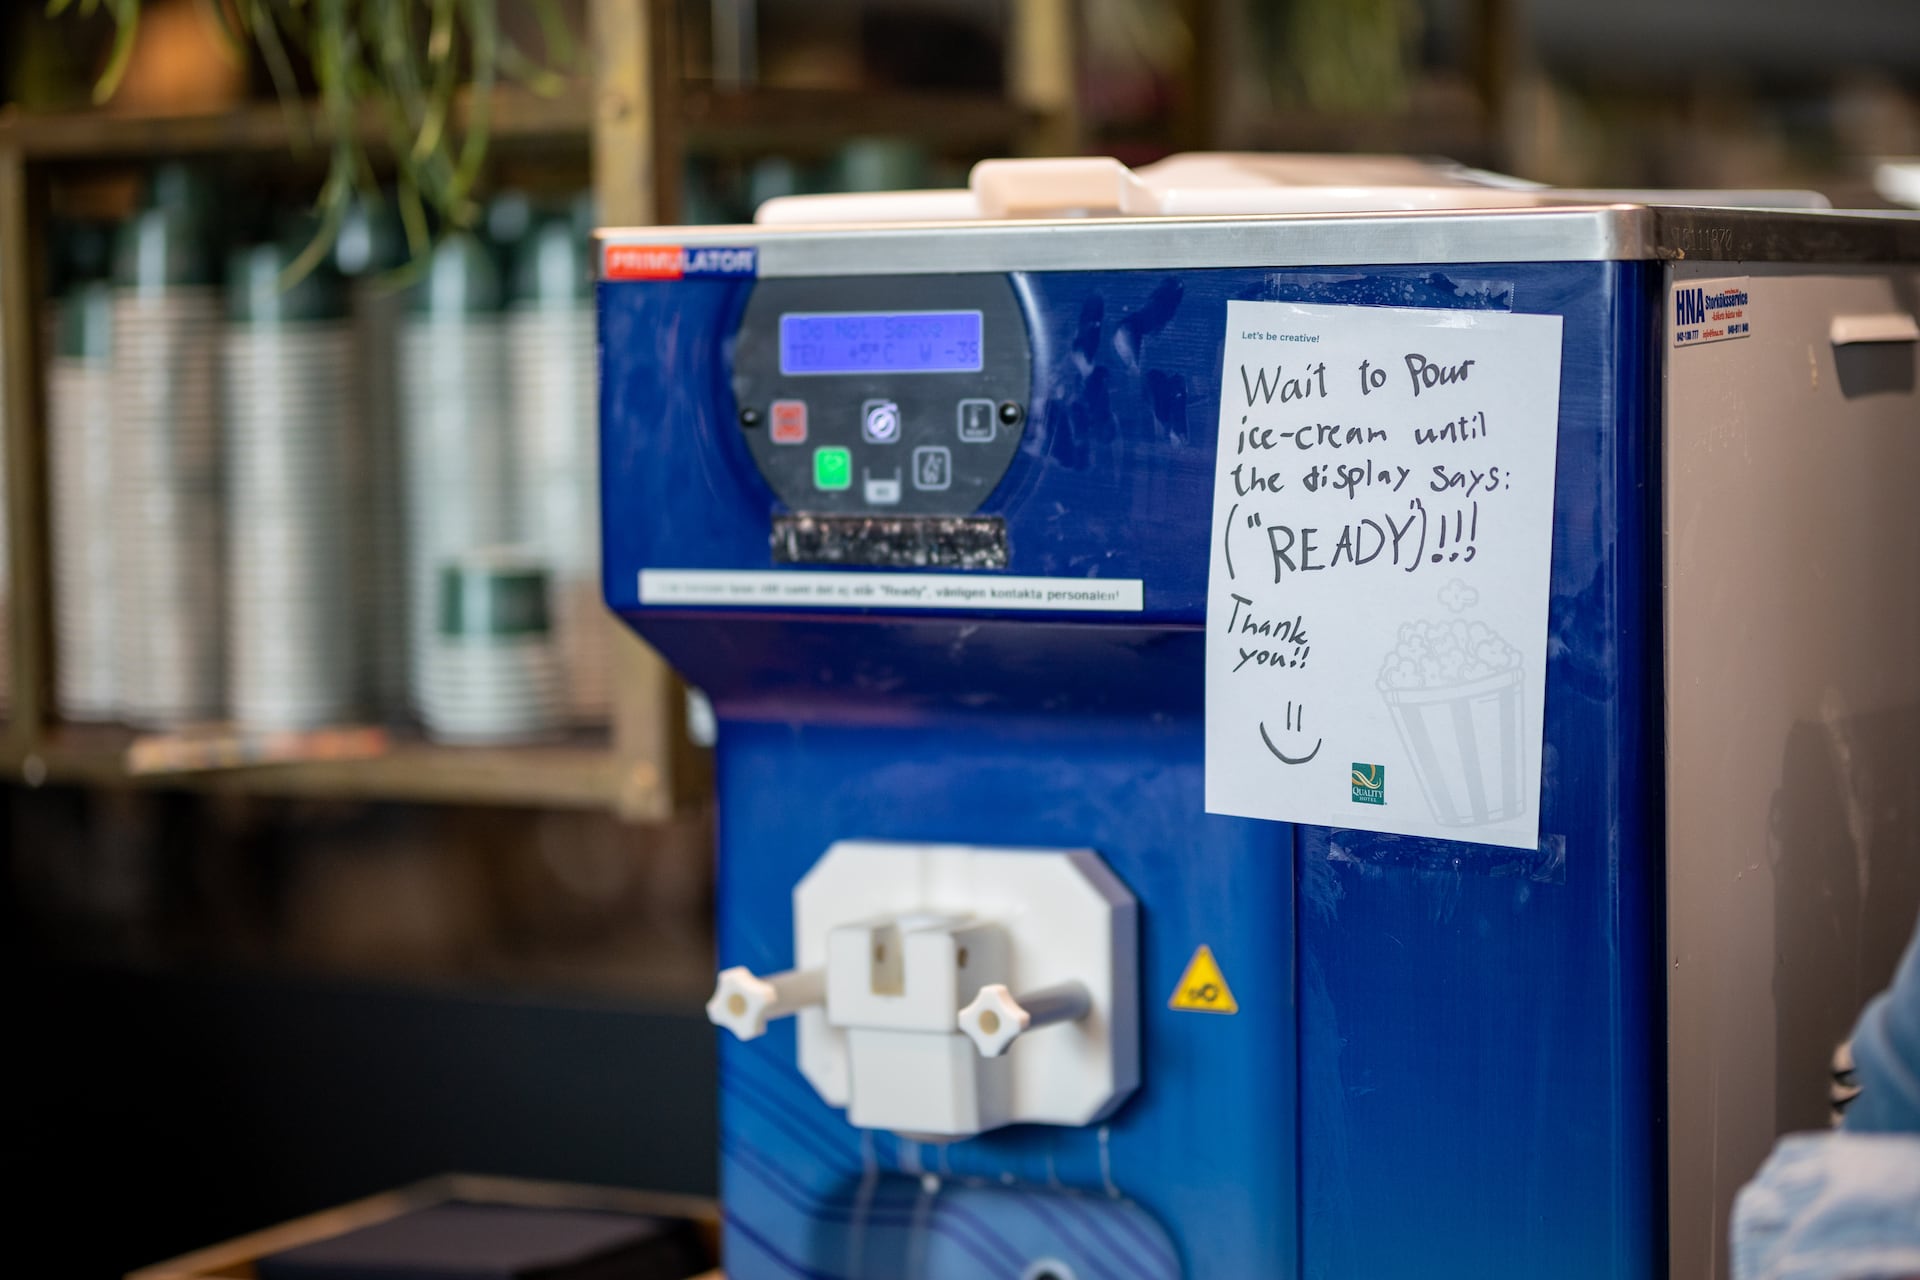 PRIMULATOR
Do Not Serve
TEV +5°C W -35
"Ready", vänligen kontakta personalen!
Let's be creative!
Wait to Pour
ice-cream until
the display says:
("READY")!!!
Thank
you!!
QUALITY
HOTEL
HNA Storköksservice